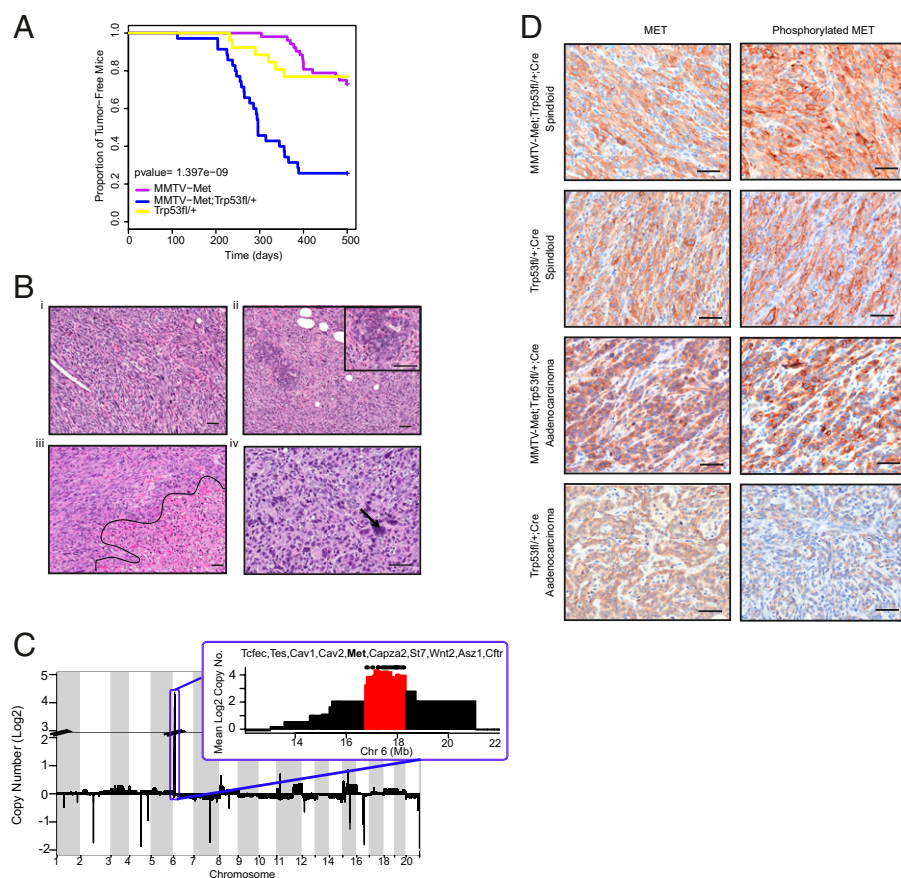 A
Proportion of Tumor-Free Mice
1.0
0.8
0.6
0.4
0.2
0.0
pvalue= 1.397e-09
MMTV-Met
MMTV-Met;Trp53fl/+
Trp53fl/+
0 100 200 300 400 500
Time (days)
B
i
ii
iii
iv
C
Copy Number (Log2)
5
4
3
2
1
0
-1
-2
1 2 3 4 5 6 7 8 9 10 11 12 13 14 15 16 18 20
Chromosome
Tcfec,Tes,Cav1,Cav2,Met,Capza2,St7,Wnt2,Asz1,Cftr
Mean Log2 Copy No.
4
2
0
14 16 18 20 22
Chr 6 (Mb)
D
MET
Phosphorylated MET
MMTV-Met;Trp53fl/+;Cre
Spindloid
Trp53fl/+;Cre
Spindloid
MMTV-Met;Trp53fl/+;Cre
Aadenocarcinoma
Trp53fl/+;Cre
Aadenocarcinoma